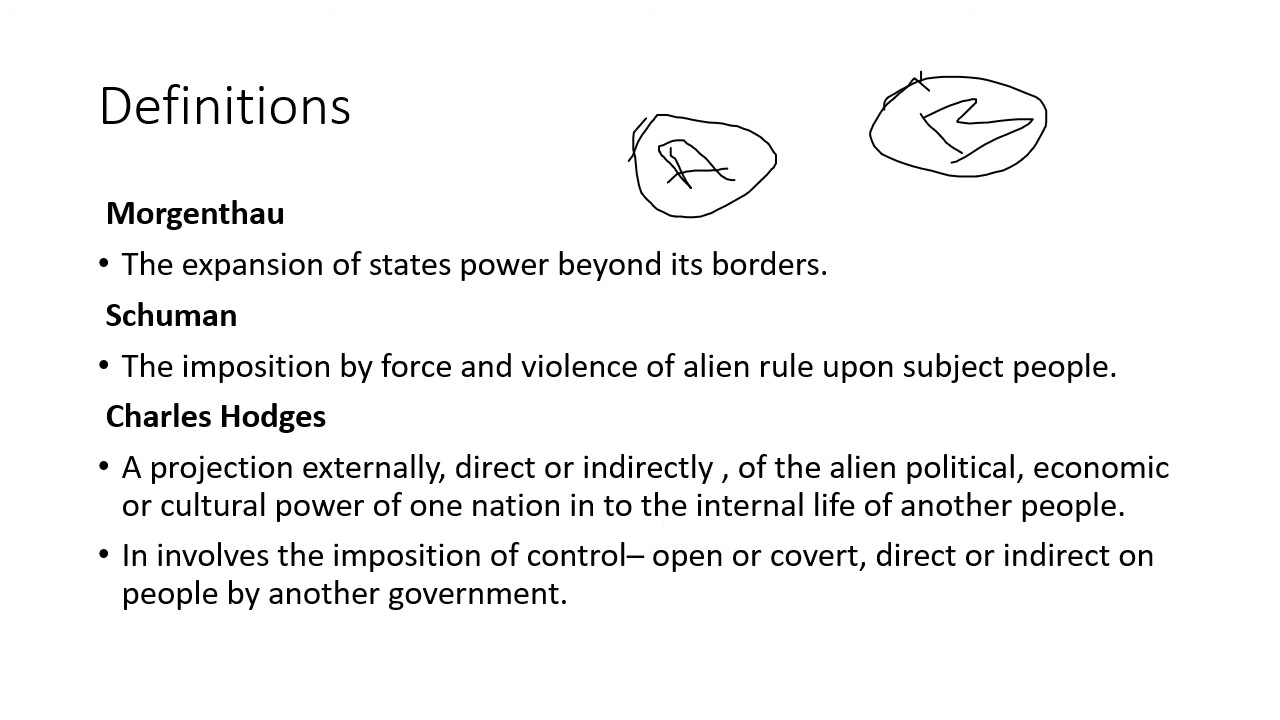 Definitions
A
Morgenthau
• The expansion of states power beyond its borders.
Schuman
• The imposition by force and violence of alien rule upon subject people.
Charles Hodges
• A projection externally, direct or indirectly , of the alien political, economic
or cultural power of one nation in to the internal life of another people.
• In involves the imposition of control– open or covert, direct or indirect on
people by another government.